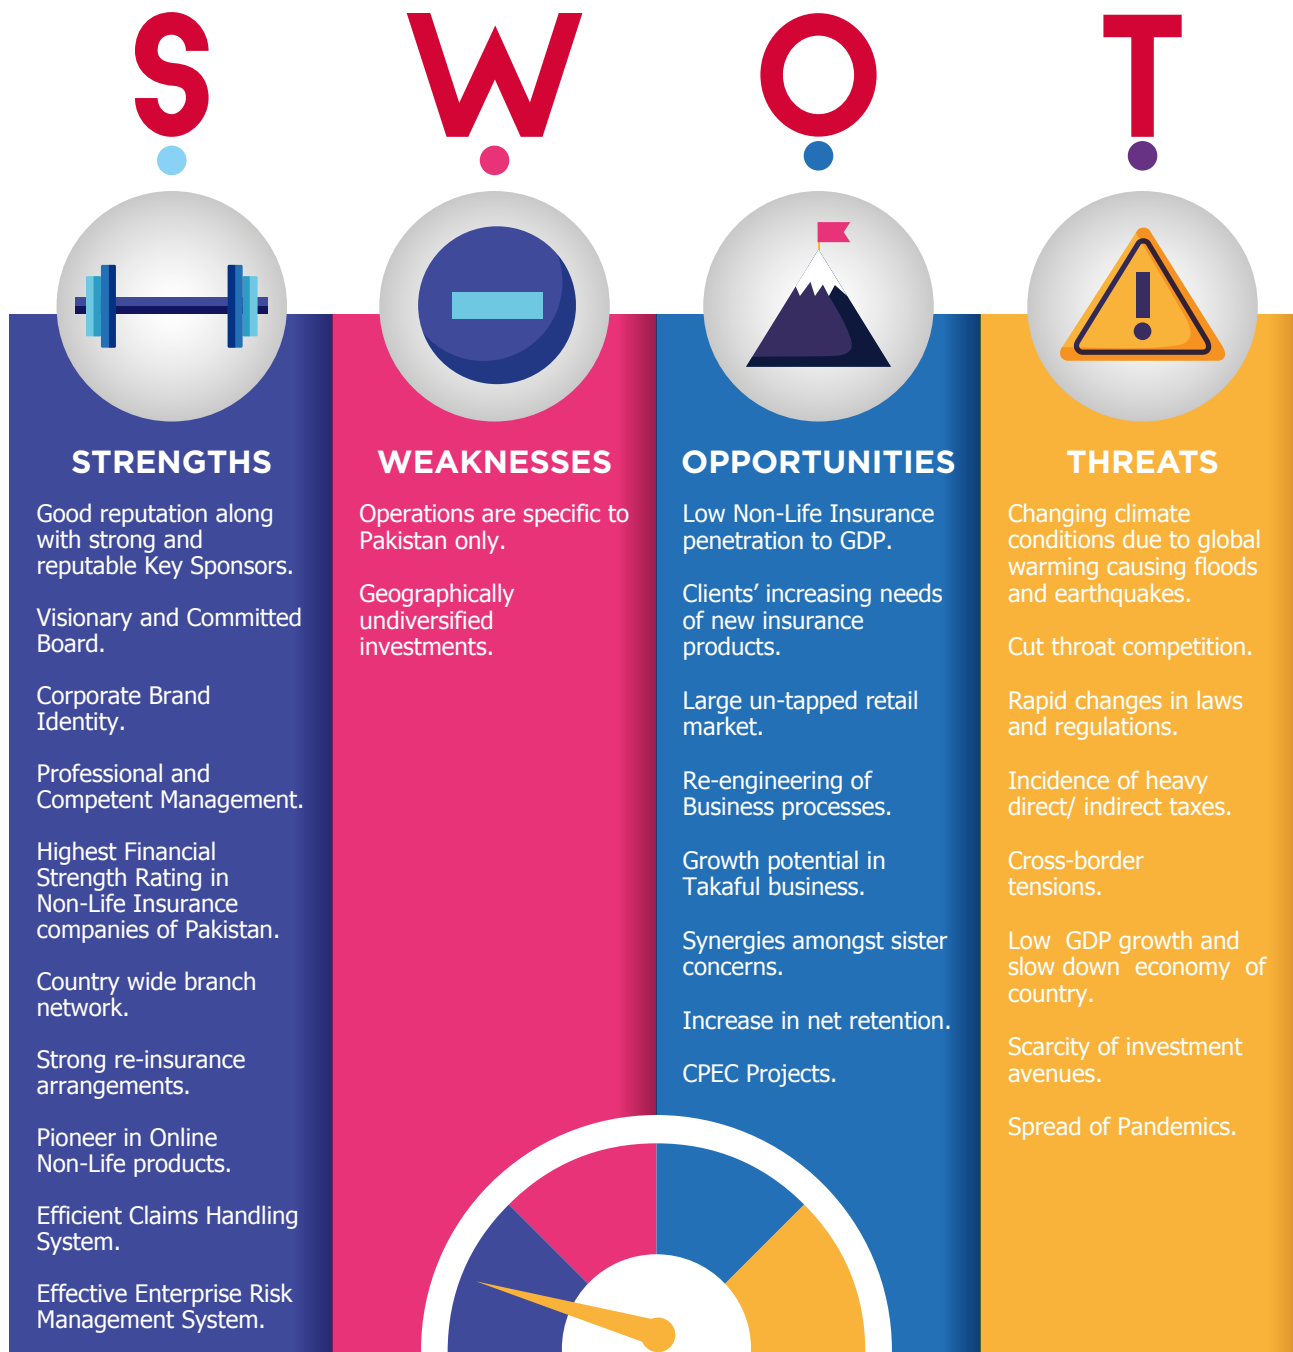 S W O T
STRENGTHS
Good reputation along
with strong and
reputable Key Sponsors.
Visionary and Committed
Board.
Corporate Brand
Identity.
Professional and
Competent Management.
Highest Financial
Strength Rating in
Non-Life Insurance
companies of Pakistan.
Country wide branch
network.
Strong re-insurance
arrangements.
Pioneer in Online
Non-Life products.
Efficient Claims Handling
System.
Effective Enterprise Risk
Management System.
WEAKNESSES
Operations are specific to
Pakistan only.
Geographically
undiversified
investments.
OPPORTUNITIES
Low Non-Life Insurance
penetration to GDP.
Clients’ increasing needs
of new insurance
products.
Large un-tapped retail
market.
Re-engineering of
Business processes.
Growth potential in
Takaful business.
Synergies amongst sister
concerns.
Increase in net retention.
CPEC Projects.
THREATS
Changing climate
conditions due to global
warming causing floods
and earthquakes.
Cut throat competition.
Rapid changes in laws
and regulations.
Incidence of heavy
direct/ indirect taxes.
Cross-border
tensions.
Low  GDP growth and
slow down  economy  of
country.
Scarcity of investment
avenues.
Spread of Pandemics.